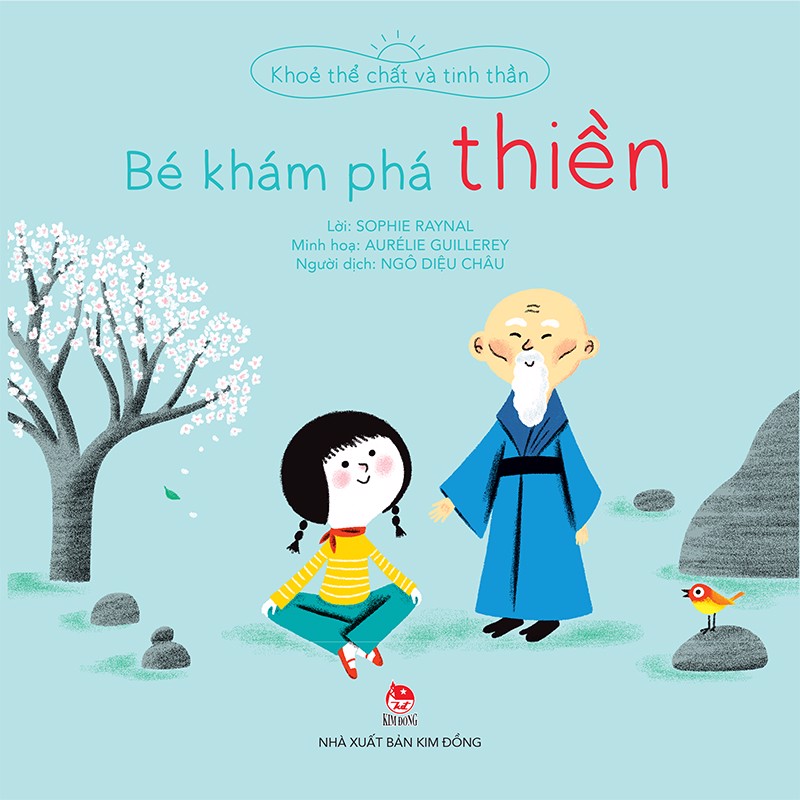 Khoẻ thể chất và tinh thần
Bé khám phá thiền
Lời: SOPHIE RAYNAL
Minh hoạ: AURÉLIE GUILLEREY
Người dịch: NGÔ DIỆU CHÂU
KIM ĐỒNG
NHÀ XUẤT BẢN KIM ĐỒNG